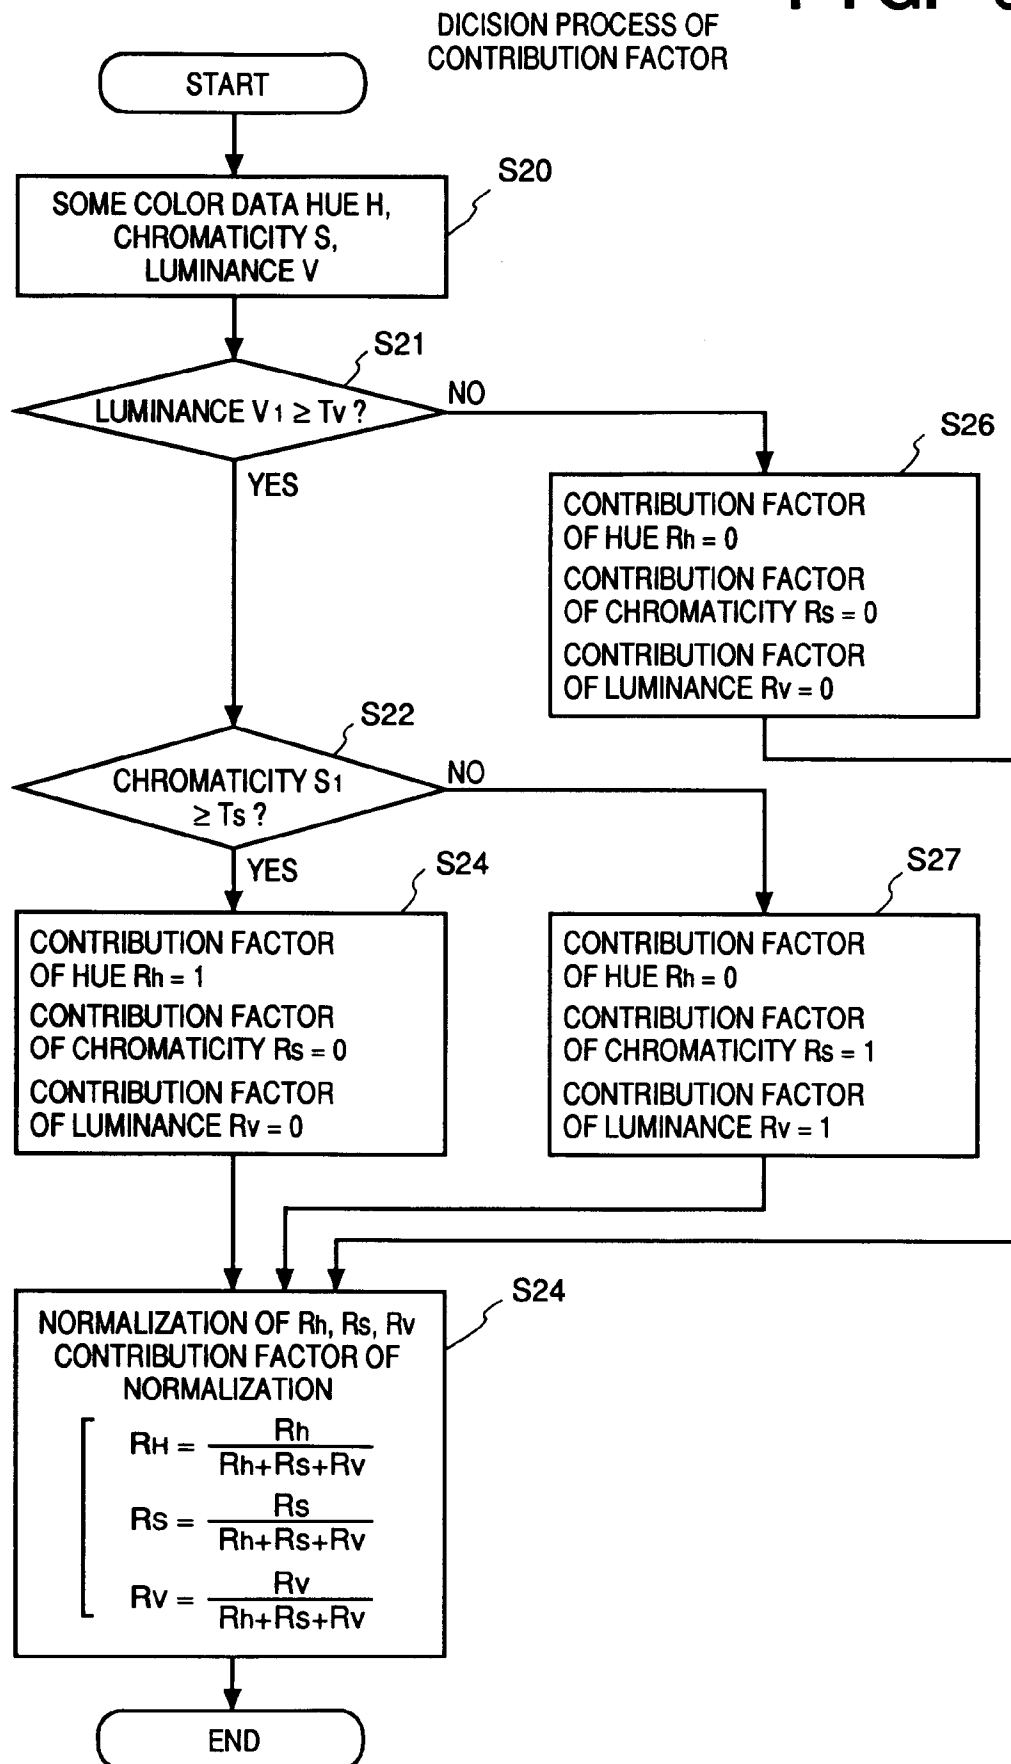 DICISION PROCESS OF
CONTRIBUTION FACTOR
START
S20
SOME COLOR DATA HUE H,
CHROMATICITY S,
LUMINANCE V
S21
LUMINANCE V1 ≥ Tv ?
NO
YES
S26
CONTRIBUTION FACTOR
OF HUE Rh = 0
CONTRIBUTION FACTOR
OF CHROMATICITY Rs = 0
CONTRIBUTION FACTOR
OF LUMINANCE Rv = 0
S22
CHROMATICITY S1
≥ Ts ?
NO
YES
S24
CONTRIBUTION FACTOR
OF HUE Rh = 1
CONTRIBUTION FACTOR
OF CHROMATICITY Rs = 0
CONTRIBUTION FACTOR
OF LUMINANCE Rv = 0
S27
CONTRIBUTION FACTOR
OF HUE Rh = 0
CONTRIBUTION FACTOR
OF CHROMATICITY Rs = 1
CONTRIBUTION FACTOR
OF LUMINANCE Rv = 1
S24
NORMALIZATION OF Rh, Rs, Rv
CONTRIBUTION FACTOR OF
NORMALIZATION
RH = Rh
Rh+Rs+Rv
Rs = Rs
Rh+Rs+Rv
Rv = Rv
Rh+Rs+Rv
END